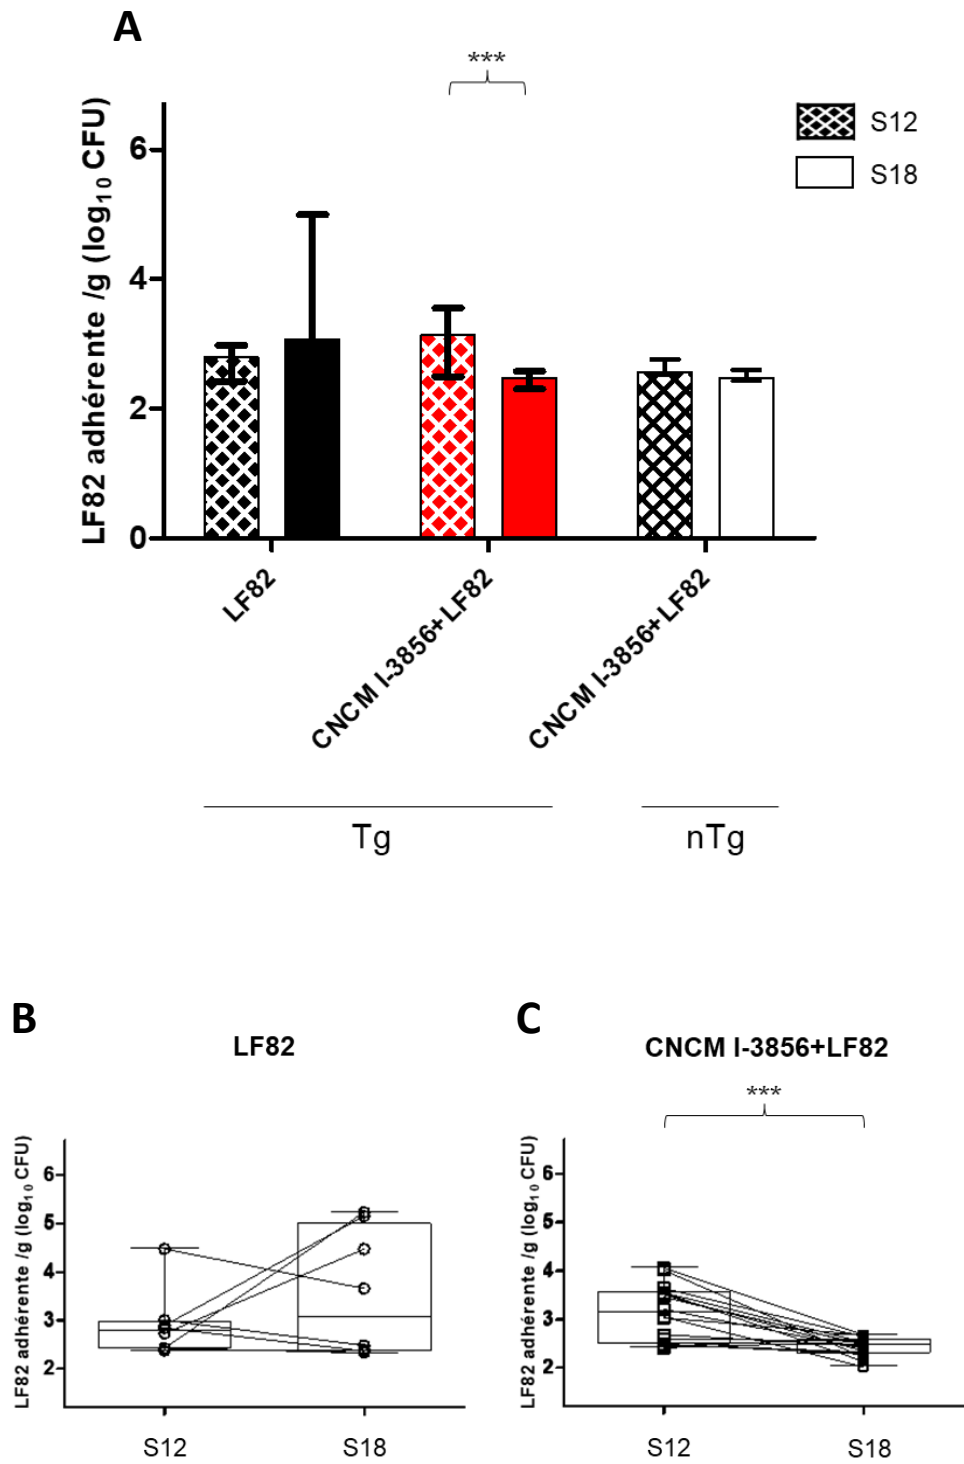 A
***
S12
S18
LF82 adhérente /g (log10 CFU)
6
4
2
0
LF82
CNCM I-3856+LF82
CNCM I-3856+LF82
Tg
nTg
B
LF82
LF82 adhérente /g (log10 CFU)
6
5
4
3
2
S12
S18
C
CNCM I-3856+LF82
***
LF82 adhérente /g (log10 CFU)
6
5
4
3
2
S12
S18